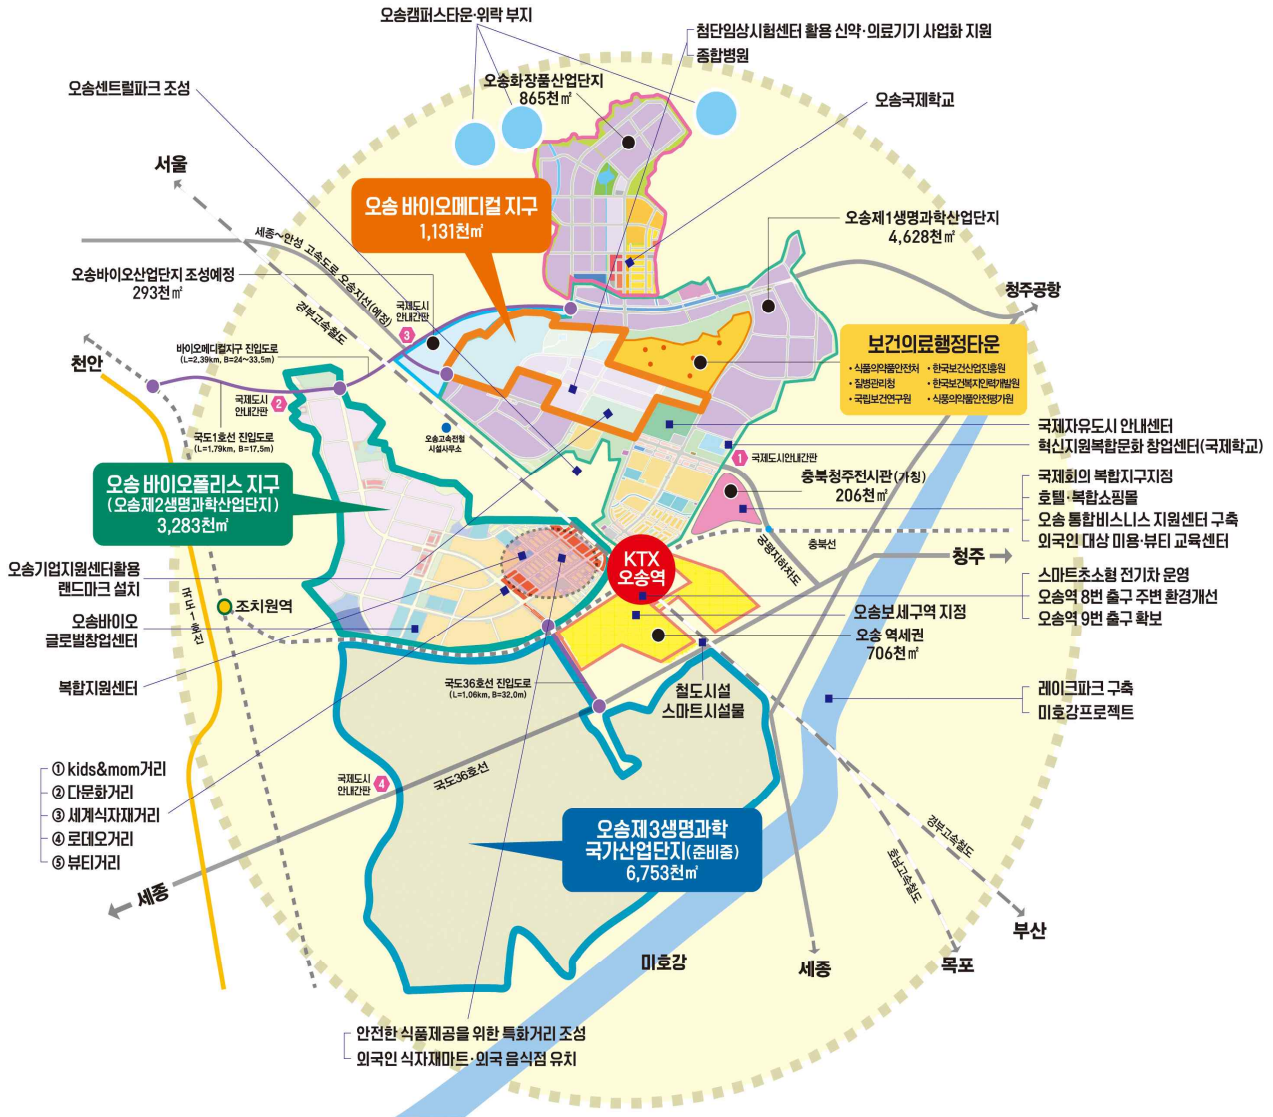 오송캠퍼스타운·위락 부지
첨단임상시험센터 활용 신약·의료기기 사업화 지원
종합병원
오송센트럴파크 조성
오송화장품산업단지
865천㎡
오송국제학교
서울
오송 바이오메디컬 지구
1,131천㎡
오송제1생명과학산업단지
4,628천㎡
세종~안성 고속도로 오송지선(예정)
오송바이오산업단지 조성예정
293천㎡
경부고속철도
국제도시
안내간판
3
청주공항
천안
바이오메디컬지구 진입도로
(L=2.39km, B=24~33.5m)
보건의료행정타운
• 식품의약품안전처
• 한국보건산업진흥원
• 질병관리청
• 한국보건복지인력개발원
• 국립보건연구원
• 식품의약품안전평가원
국제도시
안내간판
2
국도1호선 진입도로
(L=1.79km, B=17.5m)
오송고속전철
시설사무소
국제자유도시 안내센터
혁신지원복합문화 창업센터(국제학교)
1
국제도시안내간판
오송 바이오폴리스 지구
(오송제2생명과학산업단지)
3,283천㎡
충북청주전시관(가칭)
206천㎡
국제회의 복합지구지정
호텔·복합쇼핑몰
오송 통합비즈니스 지원센터 구축
외국인 대상 미용·뷰티 교육센터
궁평지하차도
충북선
청주
KTX
오송역
오송기업지원센터활용
랜드마크 설치
국도1호선
조치원역
스마트초소형 전기차 운영
오송역 8번 출구 주변 환경개선
오송역 9번 출구 확보
오송바이오
글로벌창업센터
오송보세구역 지정
오송 역세권
706천㎡
복합지원센터
국도36호선 진입도로
(L=1.06km, B=32.0m)
철도시설
스마트시설물
레이크파크 구축
미호강프로젝트
① kids&mom거리
② 다문화거리
③ 세계식자재거리
④ 로데오거리
⑤ 뷰티거리
국제도시
안내간판
4
국도36호선
오송제3생명과학
국가산업단지(준비중)
6,753천㎡
경부고속철도
호남고속철도
세종
부산
미호강
세종
목포
안전한 식품제공을 위한 특화거리 조성
외국인 식자재마트·외국 음식점 유치